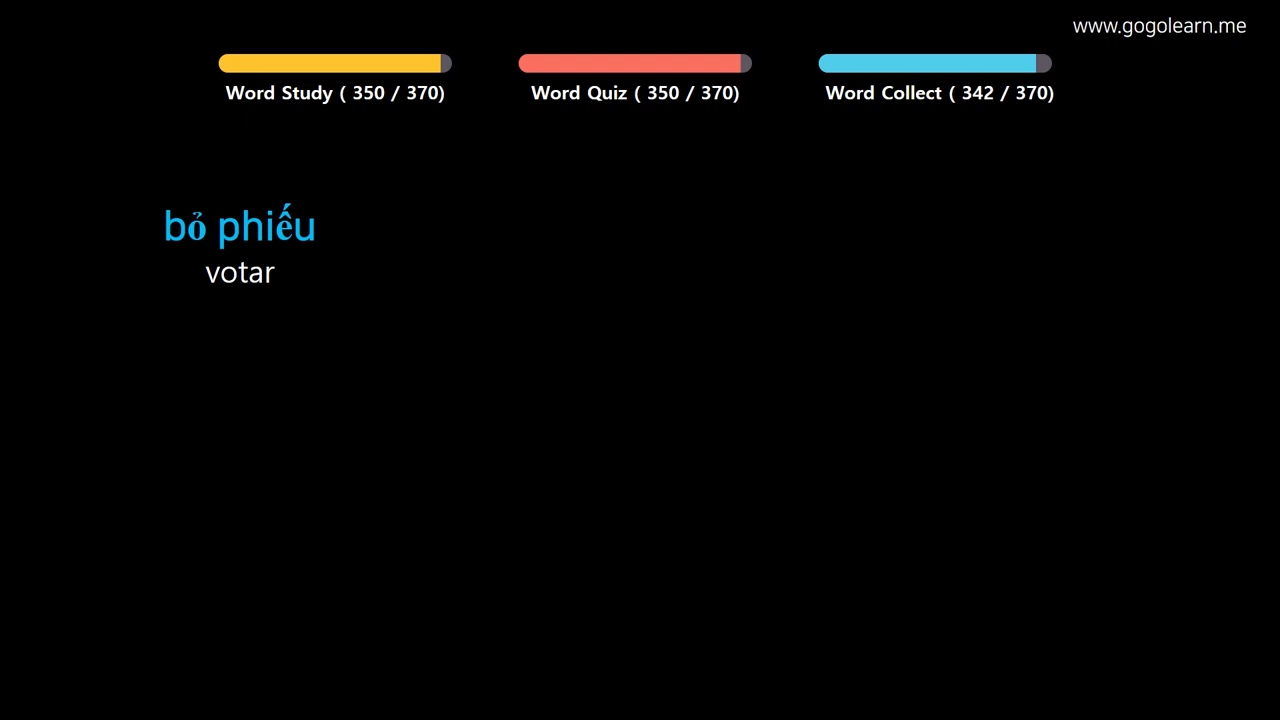 www.gogolearn.me
Word Study ( 350 / 370)
Word Quiz ( 350 / 370)
Word Collect ( 342 / 370)
bỏ phiếu
votar